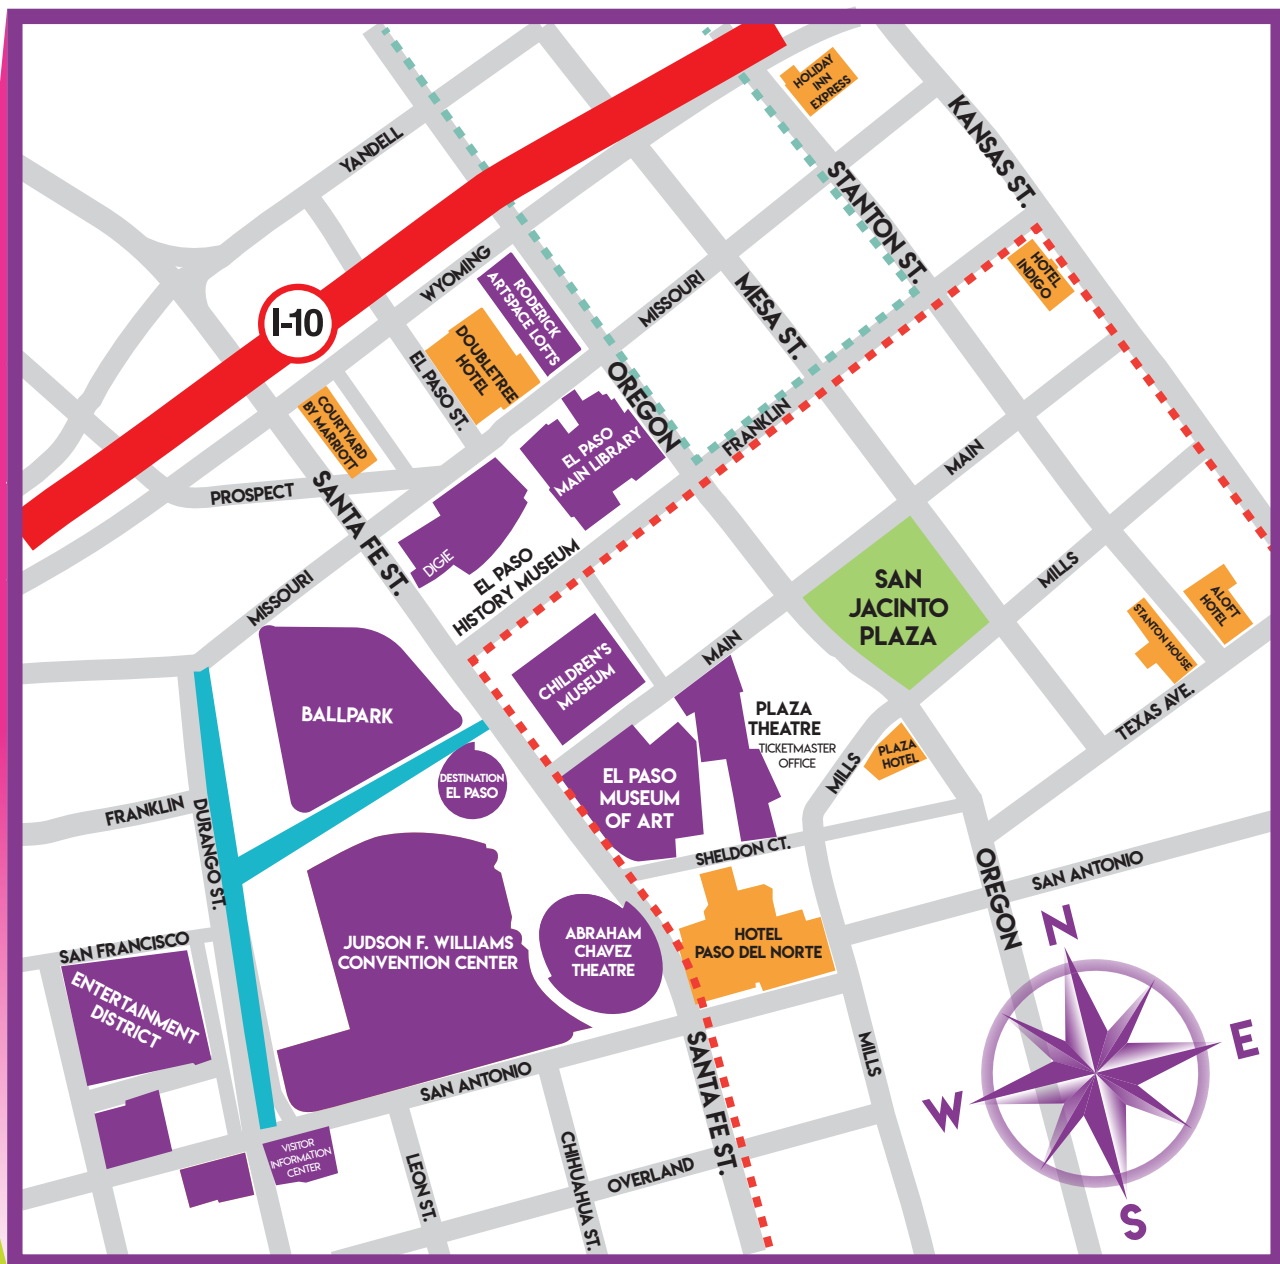 HOLIDAY
INN
EXPRESS
KANSAS ST.
YANDELL
STANTON ST.
WYOMING
RODERICK
ARTSPACE LOFTS
MISSOURI
MESA ST.
HOTEL
INDIGO
I-10
DOUBLETREE
HOTEL
EL PASO ST.
OREGON
COURTYARD
BY MARRIOTT
FRANKLIN
EL PASO
MAIN LIBRARY
MAIN
PROSPECT
SANTA FE ST.
DIGIE
EL PASO
HISTORY MUSEUM
MISSOURI
SAN
JACINTO
PLAZA
MILLS
ALOFT
HOTEL
STANTON HOUSE
TEXAS AVE.
CHILDREN'S
MUSEUM
MAIN
BALLPARK
PLAZA
THEATRE
TICKETMASTER
OFFICE
MILLS
PLAZA
HOTEL
DESTINATION
EL PASO
EL PASO
MUSEUM
OF ART
FRANKLIN
DURANGO ST.
SHELDON CT.
OREGON
SAN ANTONIO
SAN FRANCISCO
JUDSON F. WILLIAMS
CONVENTION CENTER
ABRAHAM
CHAVEZ
THEATRE
HOTEL
PASO DEL NORTE
ENTERTAINMENT
DISTRICT
N
E
W
S
SANTA FE ST.
MILLS
SAN ANTONIO
VISITOR
INFORMATION
CENTER
LEON ST.
CHIHUAHUA ST.
OVERLAND